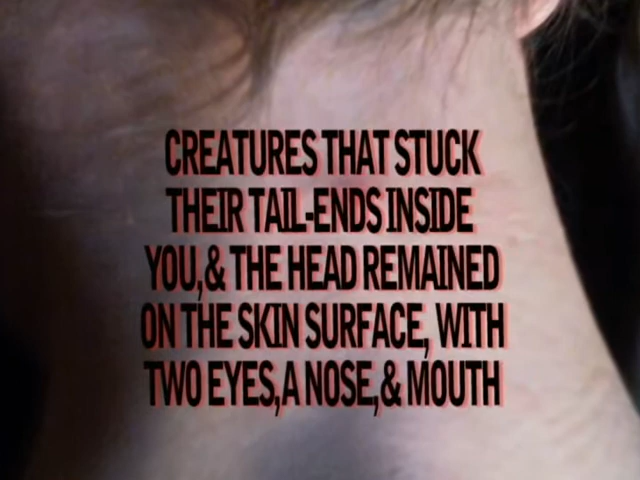 CREATURES THAT STUCK
THEIR TAIL-ENDS INSIDE
YOU,& THE HEAD REMAINED
ON THE SKIN SURFACE, WITH
TWO EYES,A NOSE,& MOUTH